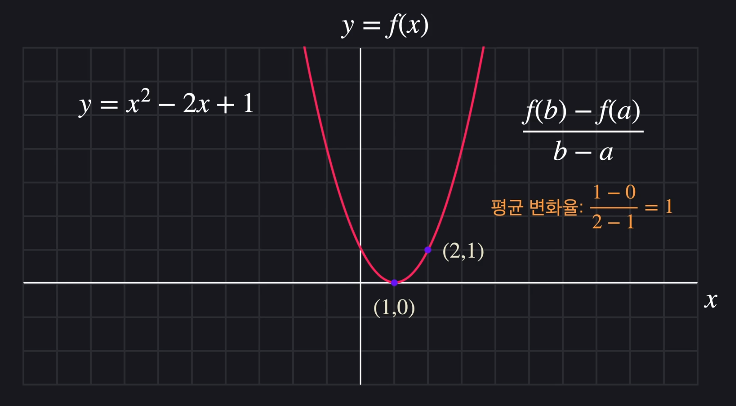 y = f(x)
y = x² − 2x + 1
f(b) − f(a)
b − a
평균 변화율: 1 − 0 / 2 − 1 = 1
(2,1)
(1,0)
x